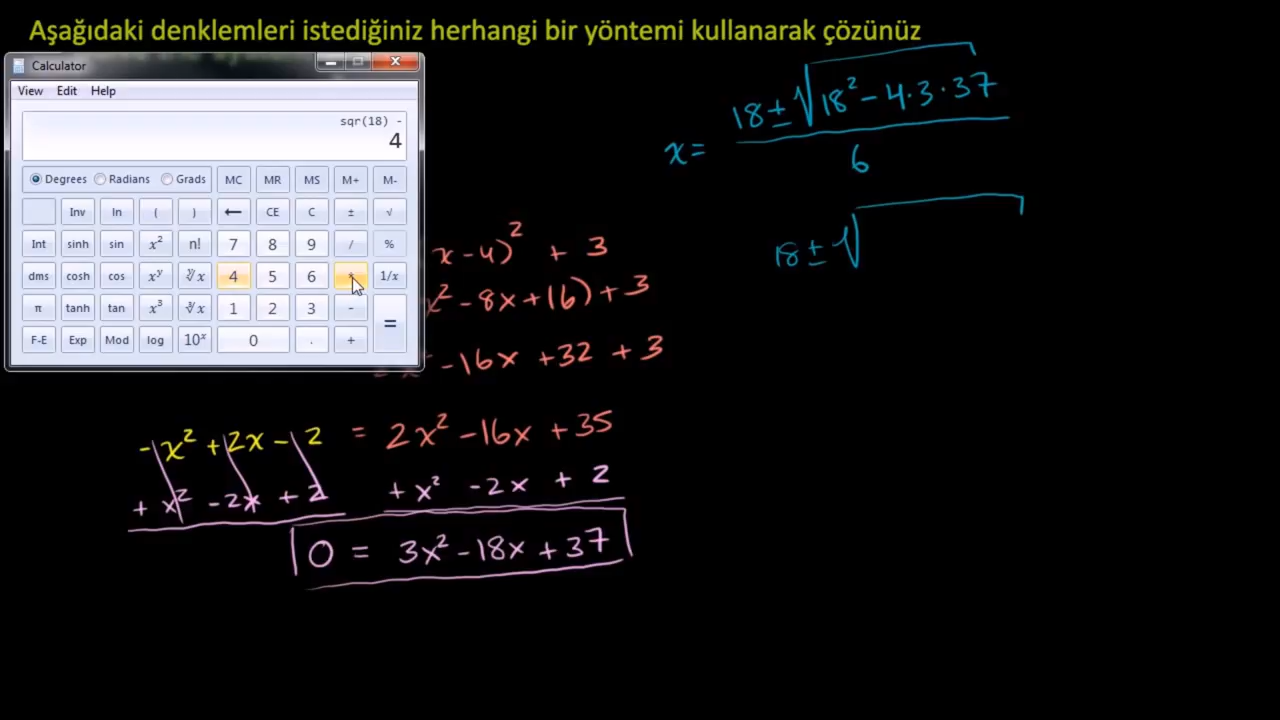 Aşağıdaki denklemleri istediğiniz herhangi bir yöntemi kullanarak çözünüz
Calculator
View Edit Help
sqr(18) -
4
Degrees Radians Grads MC MR MS M+ M-
Inv ln ( ) ← CE C ± √
Int sinh sin x² n! 7 8 9 / %
dms cosh cos xʸ ʸ√x 4 5 6 * 1/x
π tanh tan x³ ³√x 1 2 3 - =
F-E Exp Mod log 10ˣ 0 . +
x = 18 ± √18² - 4·3·37
6
18 ± √
x - 4)² + 3
x² - 8x + 16) + 3
- 16x + 32 + 3
- x² + 2x - 2 = 2x² - 16x + 35
+ x² - 2x + 2 + x² - 2x + 2
0 = 3x² - 18x + 37